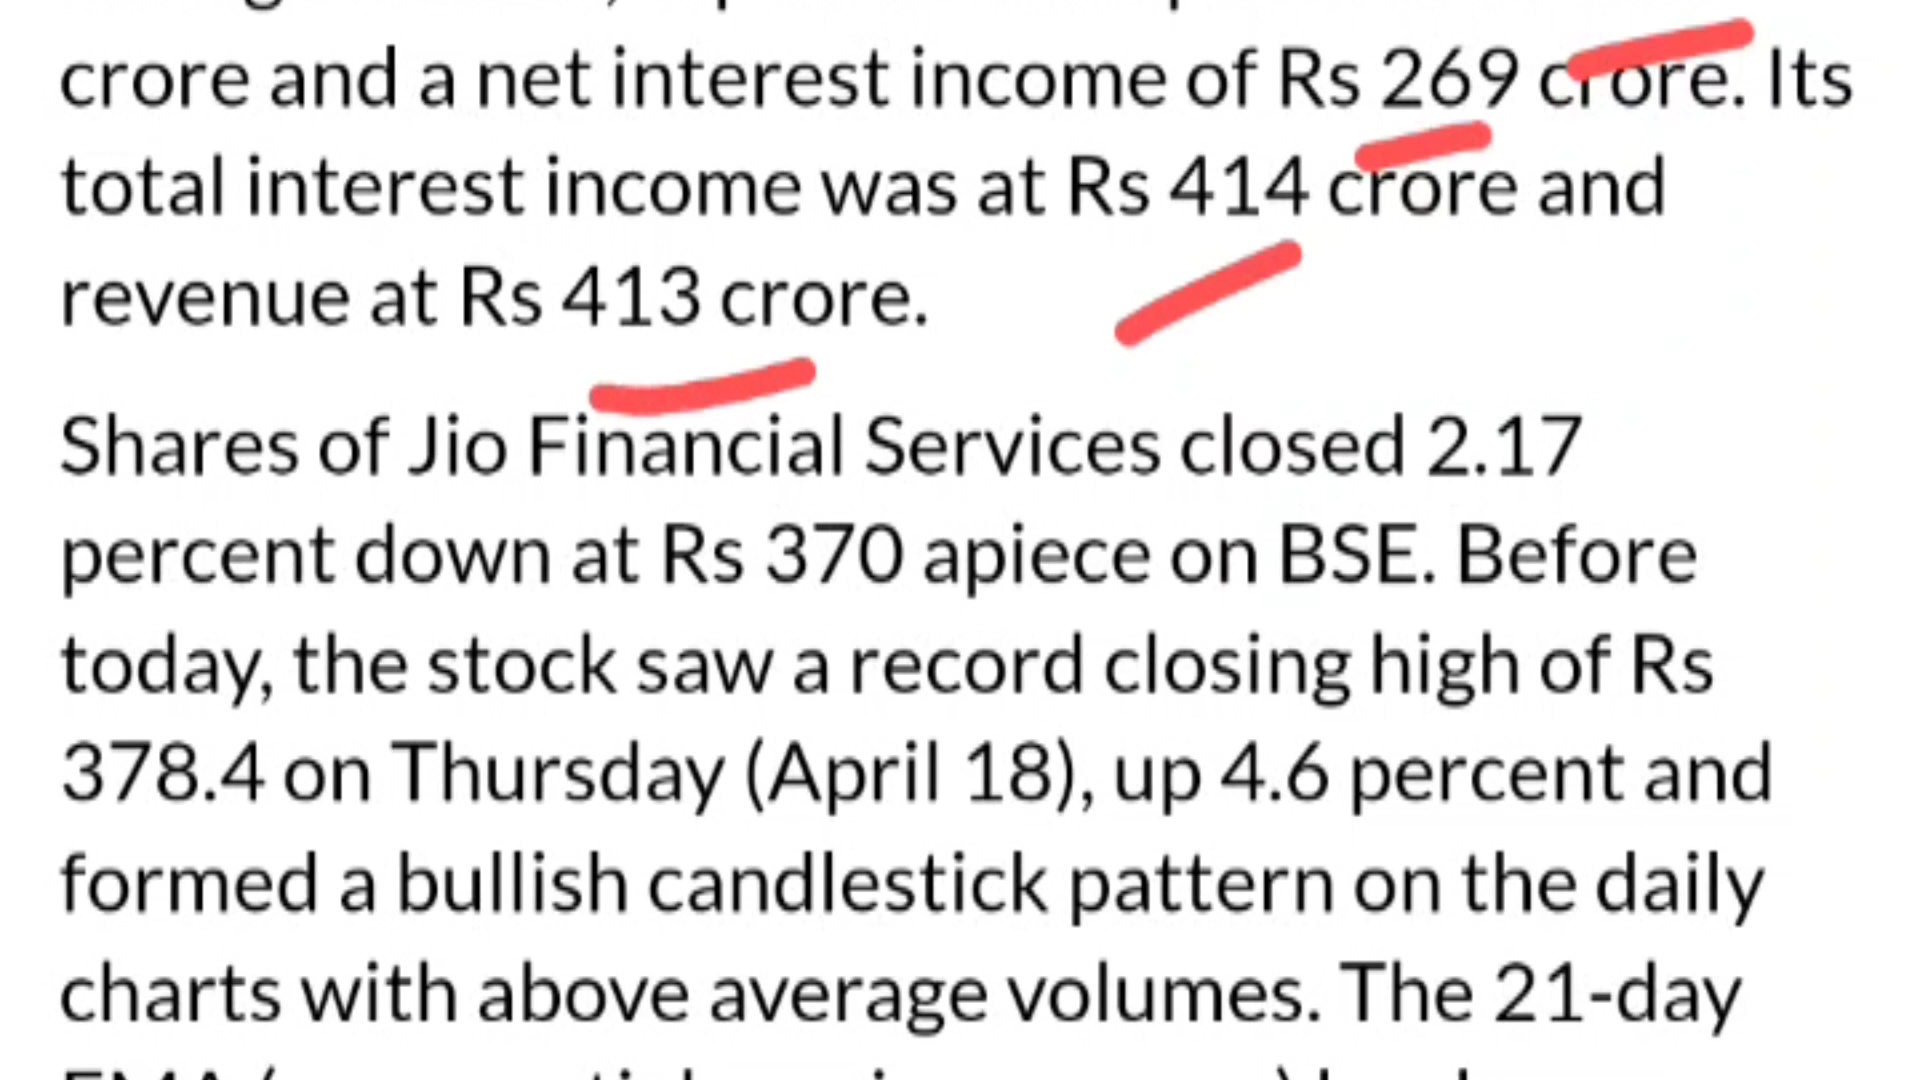 crore and a net interest income of Rs 269 crore. Its
total interest income was at Rs 414 crore and
revenue at Rs 413 crore.
Shares of Jio Financial Services closed 2.17
percent down at Rs 370 apiece on BSE. Before
today, the stock saw a record closing high of Rs
378.4 on Thursday (April 18), up 4.6 percent and
formed a bullish candlestick pattern on the daily
charts with above average volumes. The 21-day